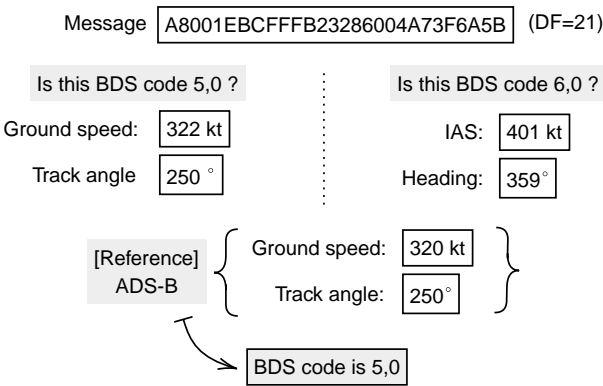 Message A8001EBCFFFB23286004A73F6A5B (DF=21)
Is this BDS code 5,0 ?
Ground speed: 322 kt
Track angle 250 °
Is this BDS code 6,0 ?
IAS: 401 kt
Heading: 359°
[Reference]
ADS-B
Ground speed: 320 kt
Track angle: 250°
BDS code is 5,0